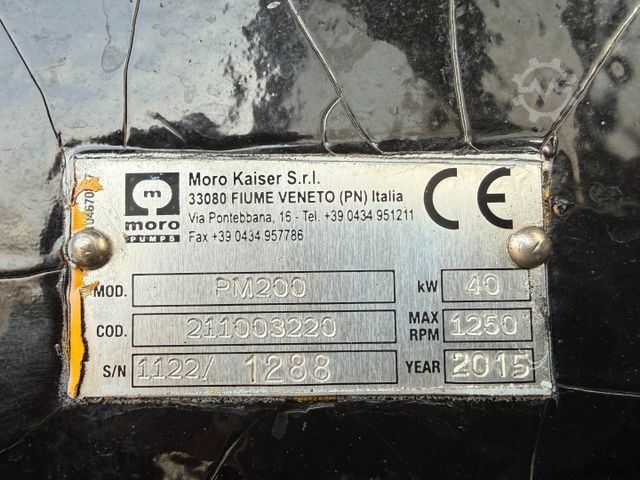 Moro Kaiser S.r.l.
33080 FIUME VENETO (PN) Italia
Via Pontebbana, 16 - Tel. +39 0434 951211
Fax +39 0434 957786
m
moro
PUMPS
CE
MOD. PM200 kW 40
COD. 211003220 MAX RPM 1250
S/N 1122/ 1288 YEAR 2015